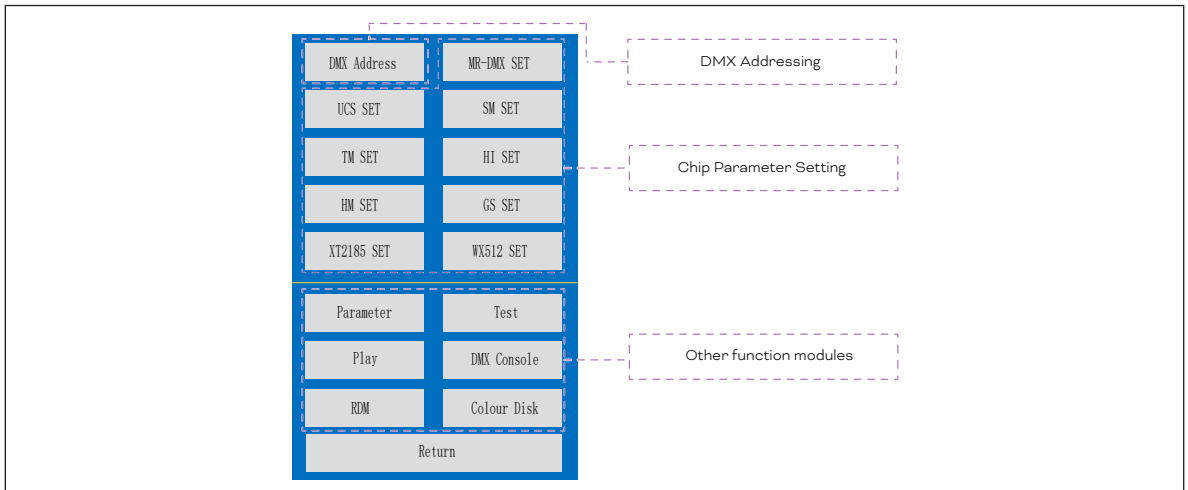 DMX Address
MR-DMX SET
DMX Addressing
UCS SET
SM SET
TM SET
HI SET
Chip Parameter Setting
HM SET
GS SET
XT2185 SET
WX512 SET
Parameter
Test
Play
DMX Console
Other function modules
RDM
Colour Disk
Return